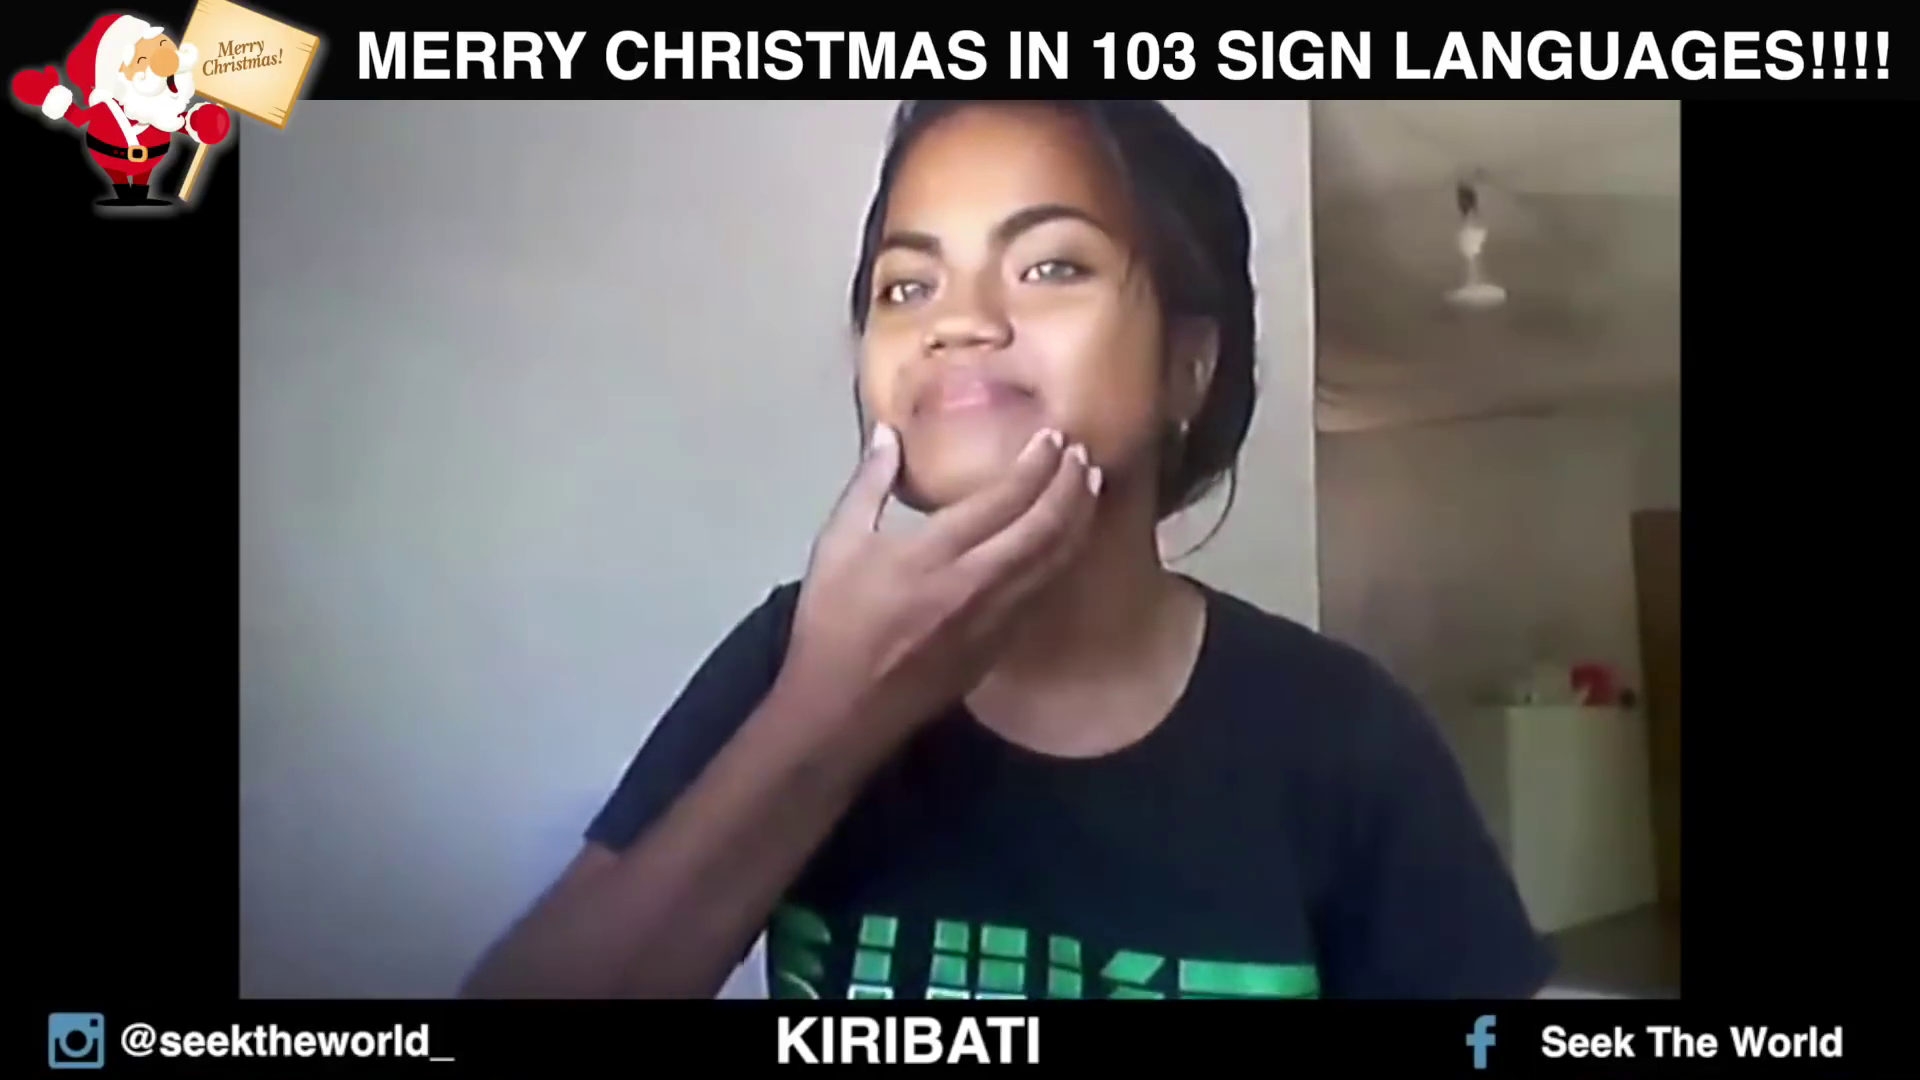 Merry
Christmas!
MERRY CHRISTMAS IN 103 SIGN LANGUAGES!!!!
@seektheworld_
KIRIBATI
Seek The World